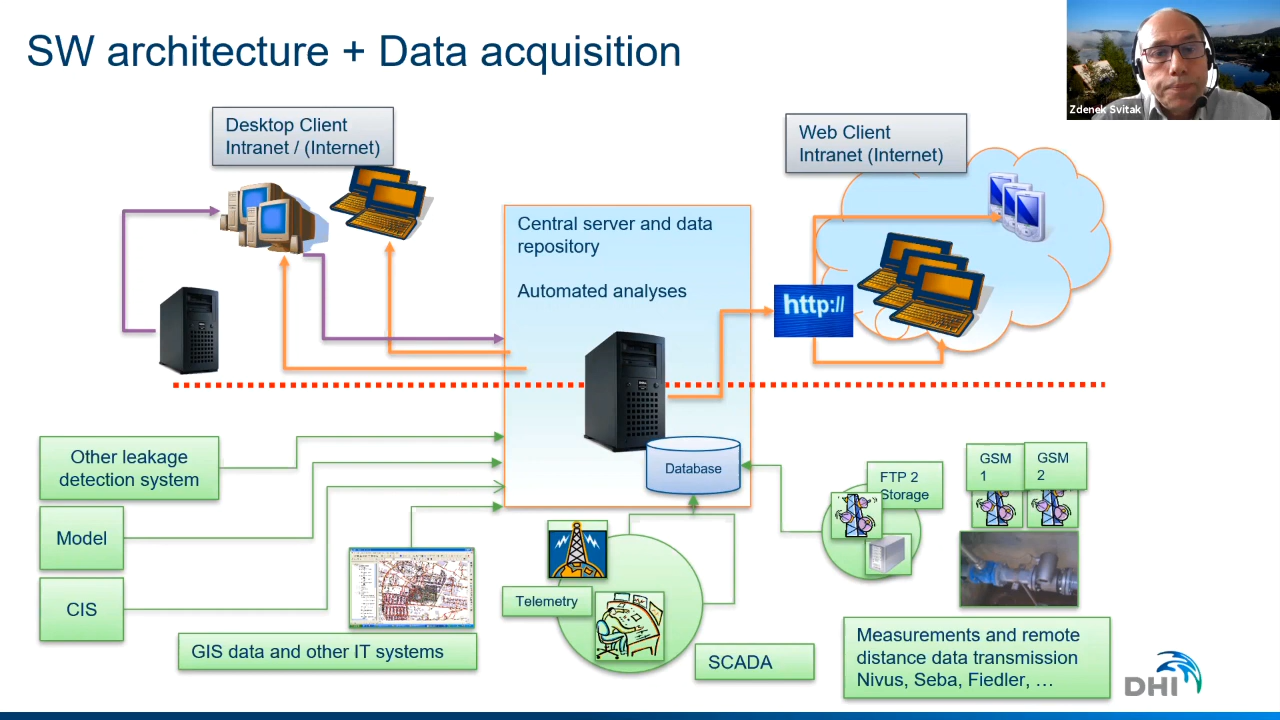 SW architecture + Data acquisition
Zdenek Svitak
Desktop Client
Intranet / (Internet)
Web Client
Intranet (Internet)
Central server and data
repository
Automated analyses
http://
Other leakage
detection system
Model
CIS
GIS data and other IT systems
Database
Telemetry
SCADA
FTP 2
Storage
GSM
1
GSM
2
Measurements and remote
distance data transmission
Nivus, Seba, Fiedler, …
DHI